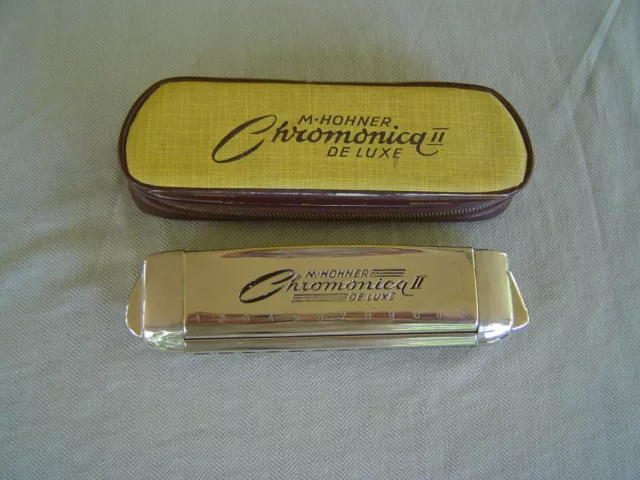 M·HOHNER
Chromonica II
DE LUXE
M·HOHNER
Chromonica II
DE LUXE